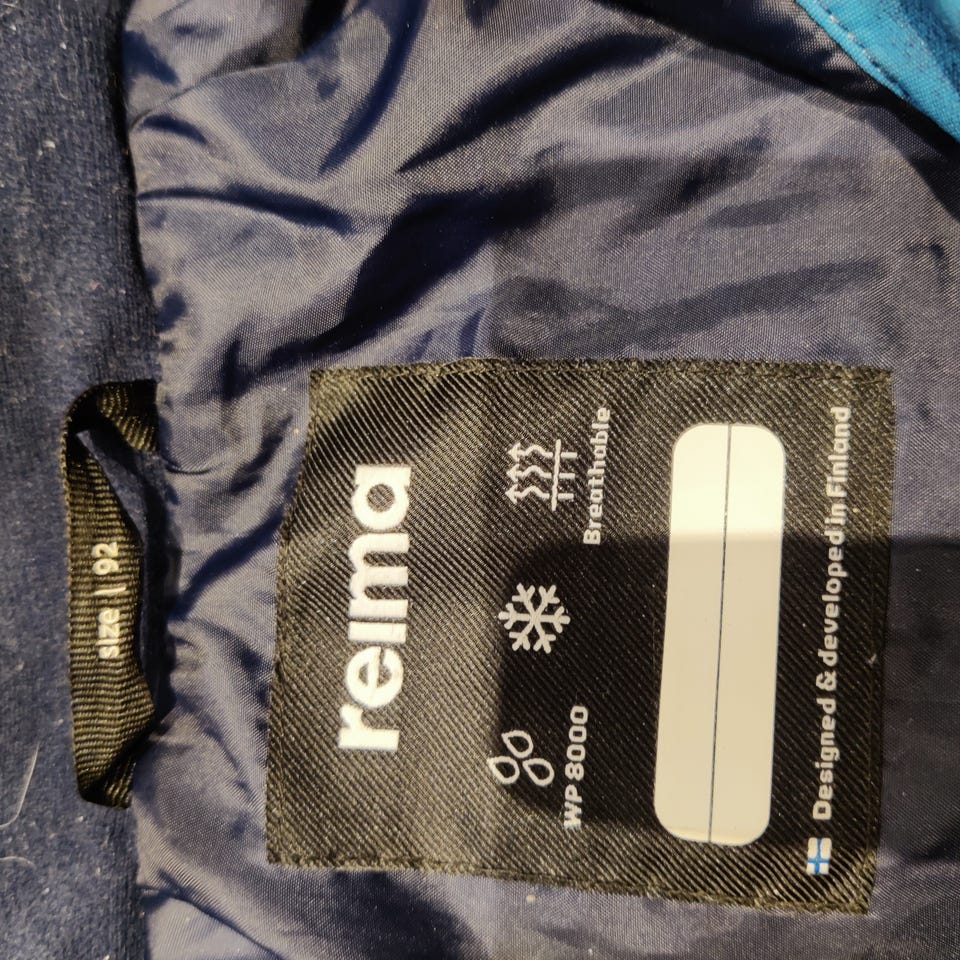 size | 92
reima
WP 8000
Breathable
Designed & developed in Finland